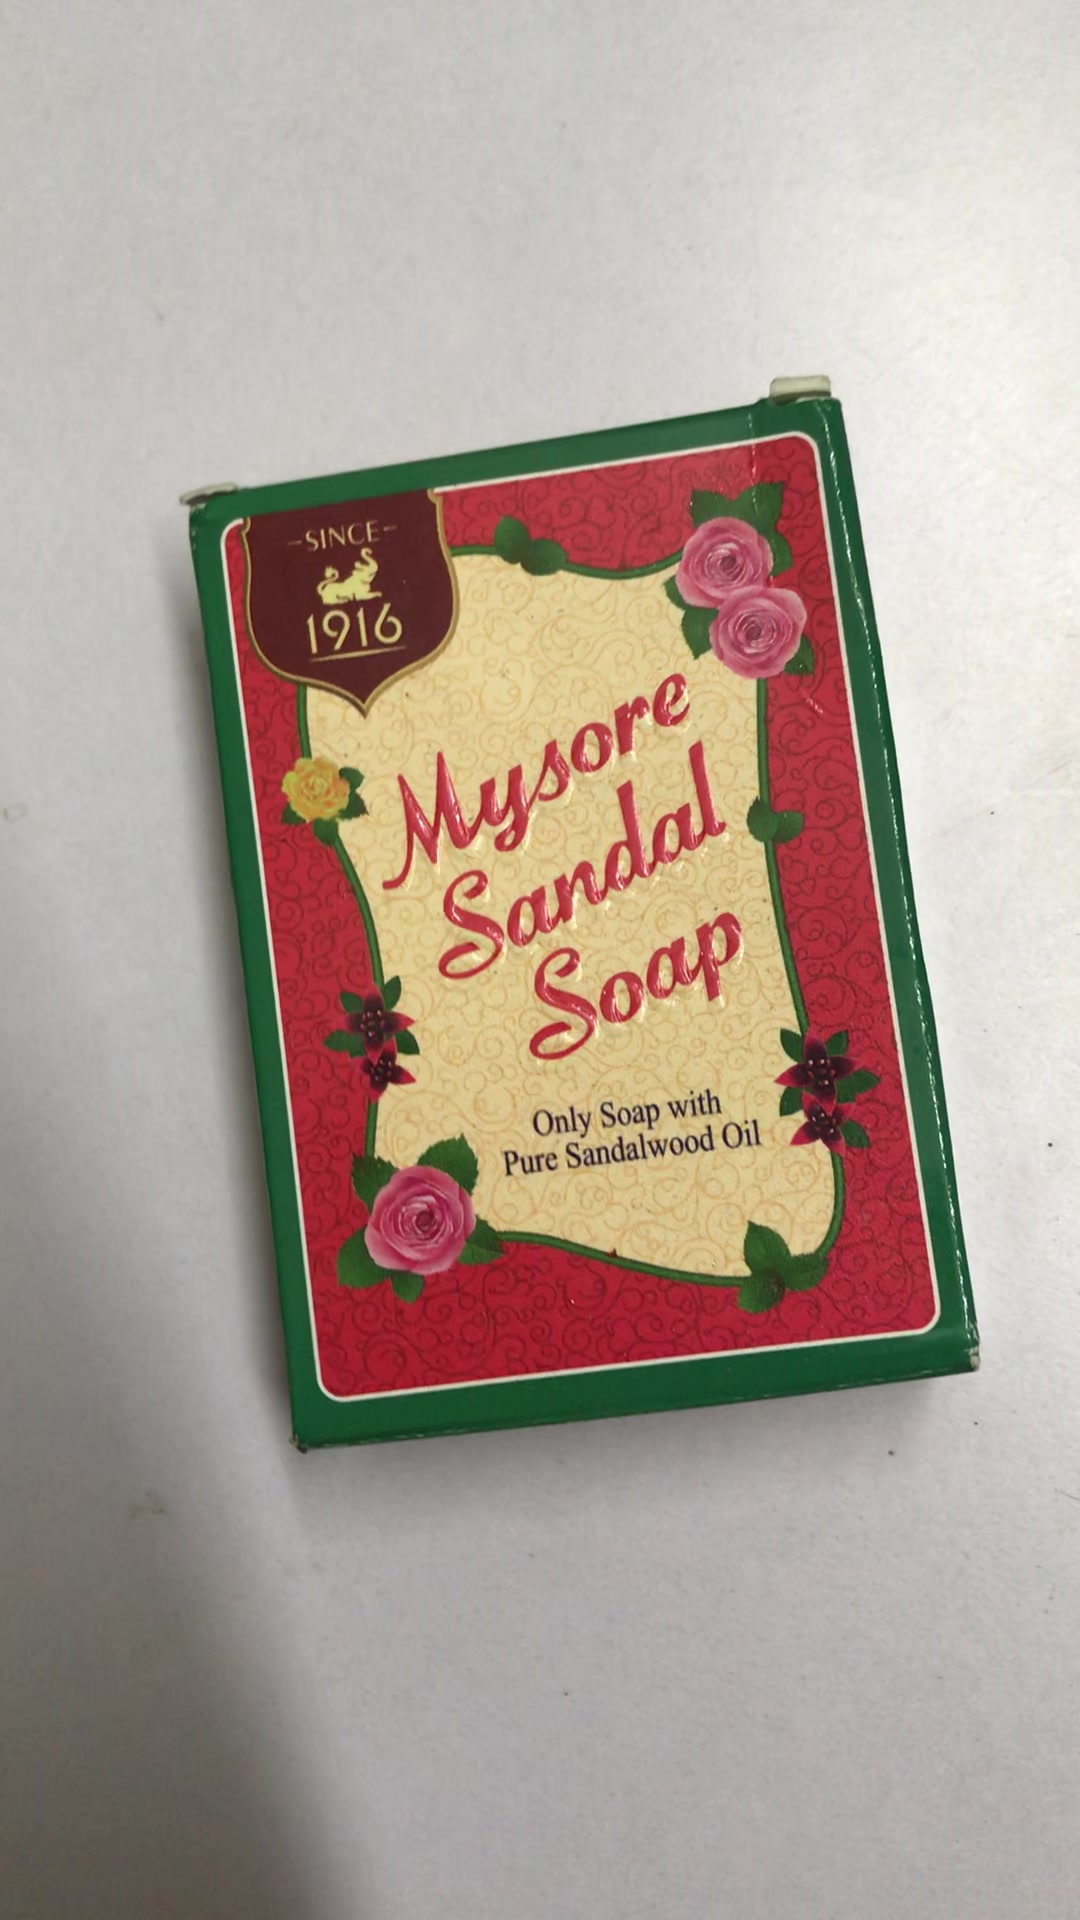 -SINCE-
1916
Mysore
Sandal
Soap
Only Soap with
Pure Sandalwood Oil